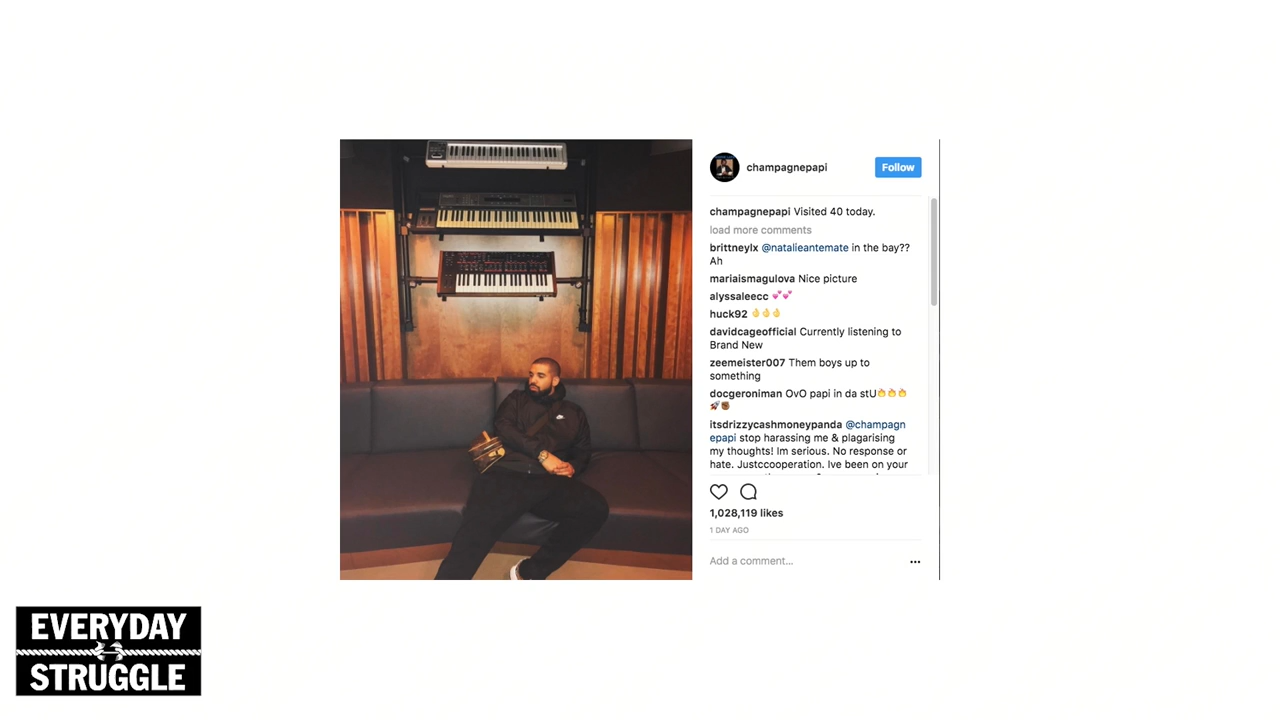 champagnepapi
Follow
champagnepapi Visited 40 today.
load more comments
brittneylx @natalieantemate in the bay??
Ah
mariaismagulova Nice picture
alyssaleecc 💕💕
huck92 👌👌👌
davidcageofficial Currently listening to
Brand New
zeemeister007 Them boys up to
something
docgeroniman OvO papi in da stU👏👏👏
🚀✊🏾
itsdrizzycashmoneypanda @champagn
epapi stop harassing me & plagarising
my thoughts! Im serious. No response or
hate. Justccooperation. Ive been on your
1,028,119 likes
1 DAY AGO
Add a comment...
EVERYDAY
STRUGGLE